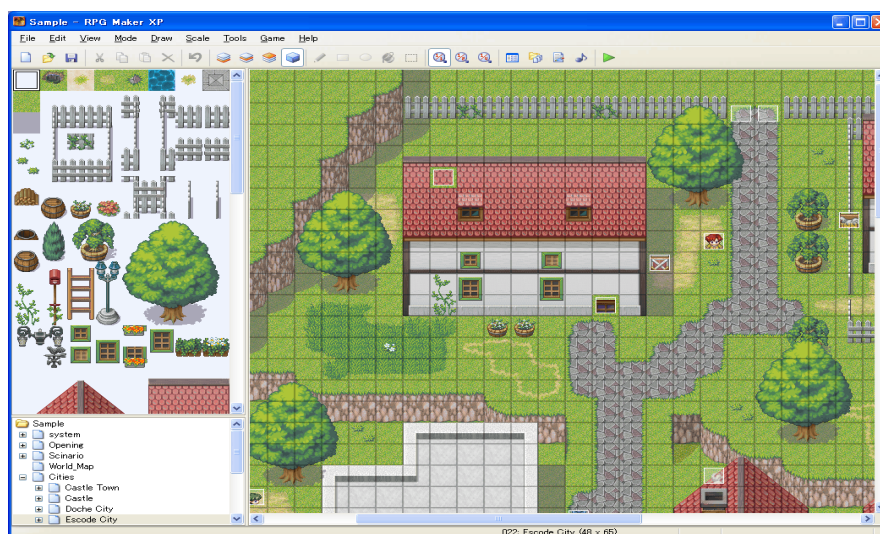 Sample - RPG Maker XP
File Edit View Mode Draw Scale Tools Game Help
Sample
system
Opening
Scinario
World_Map
Cities
Castle Town
Castle
Doche City
Escode City
022: Escode City (48 x 65)